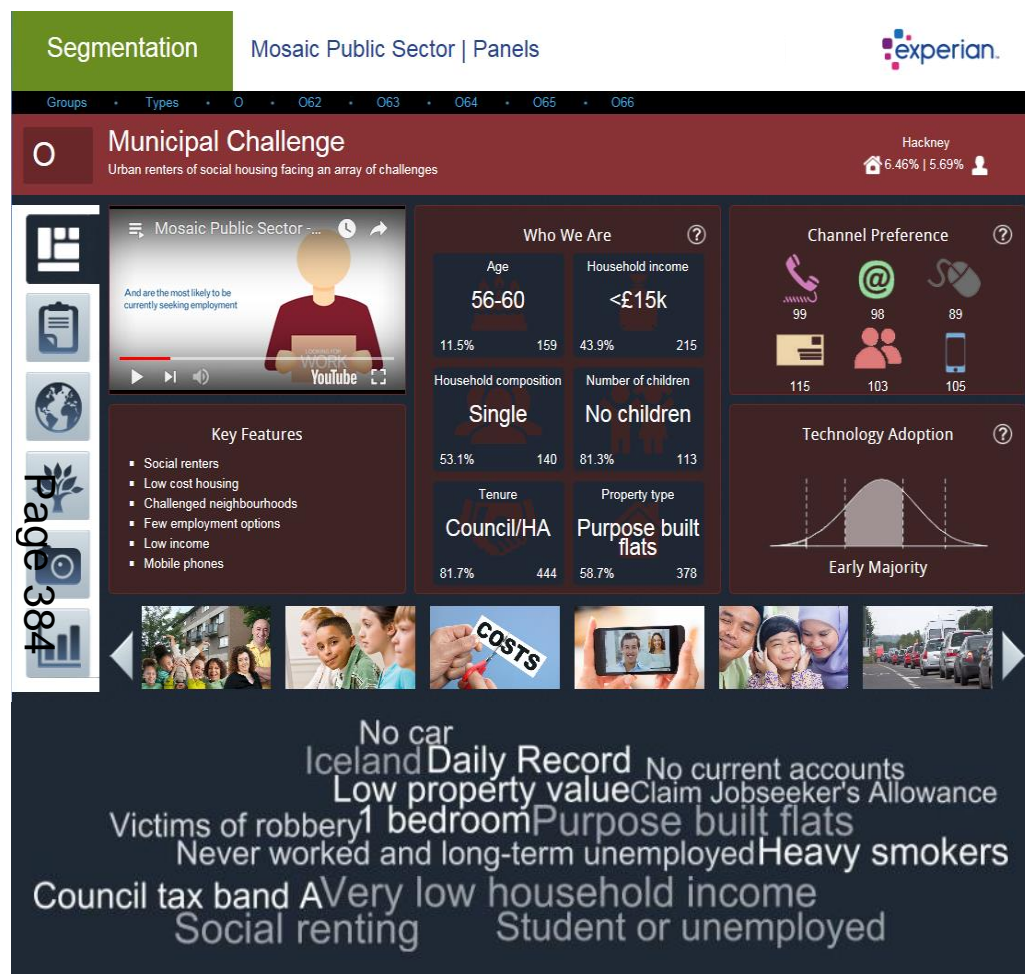 Segmentation
Mosaic Public Sector | Panels
experian.
Groups • Types • O • O62 • O63 • O64 • O65 • O66
O
Municipal Challenge
Urban renters of social housing facing an array of challenges
Hackney
6.46% | 5.69%
Mosaic Public Sector -...
And are the most likely to be
currently seeking employment
LOOKING FOR
WORK
YouTube
Key Features
▪ Social renters
▪ Low cost housing
▪ Challenged neighbourhoods
▪ Few employment options
▪ Low income
▪ Mobile phones
Who We Are ?
Age
56-60
11.5% 159
Household income
<£15k
43.9% 215
Household composition
Single
53.1% 140
Number of children
No children
81.3% 113
Tenure
Council/HA
81.7% 444
Property type
Purpose built
flats
58.7% 378
Channel Preference ?
@
99 98 89
115 103 105
Technology Adoption ?
Early Majority
Page 384
COSTS
No car
Iceland Daily Record No current accounts
Low property value Claim Jobseeker's Allowance
Victims of robbery 1 bedroom Purpose built flats
Never worked and long-term unemployed Heavy smokers
Council tax band A Very low household income
Social renting Student or unemployed